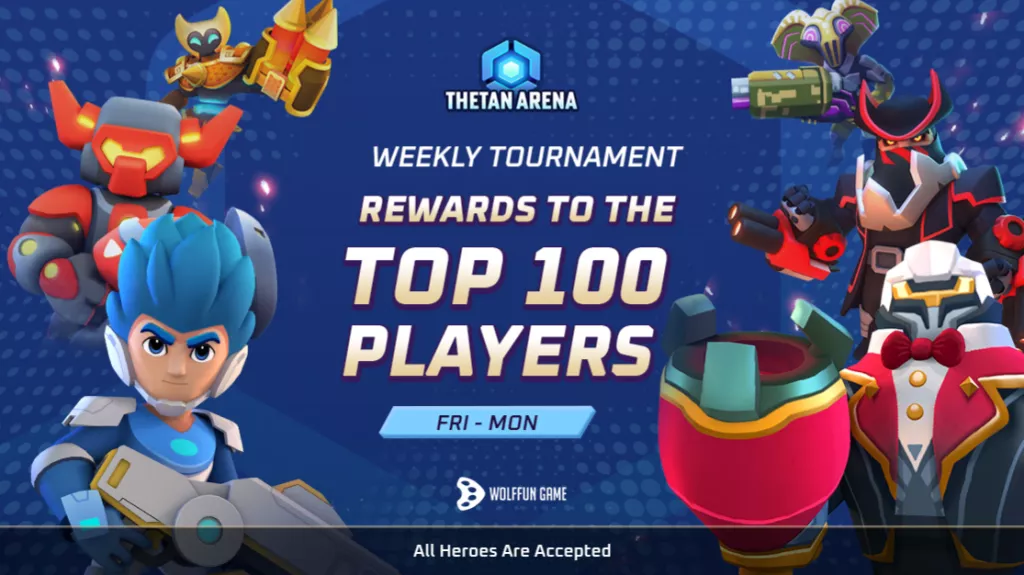 THETAN ARENA
WEEKLY TOURNAMENT
REWARDS TO THE
TOP 100
PLAYERS
FRI - MON
WOLFFUN GAME
All Heroes Are Accepted